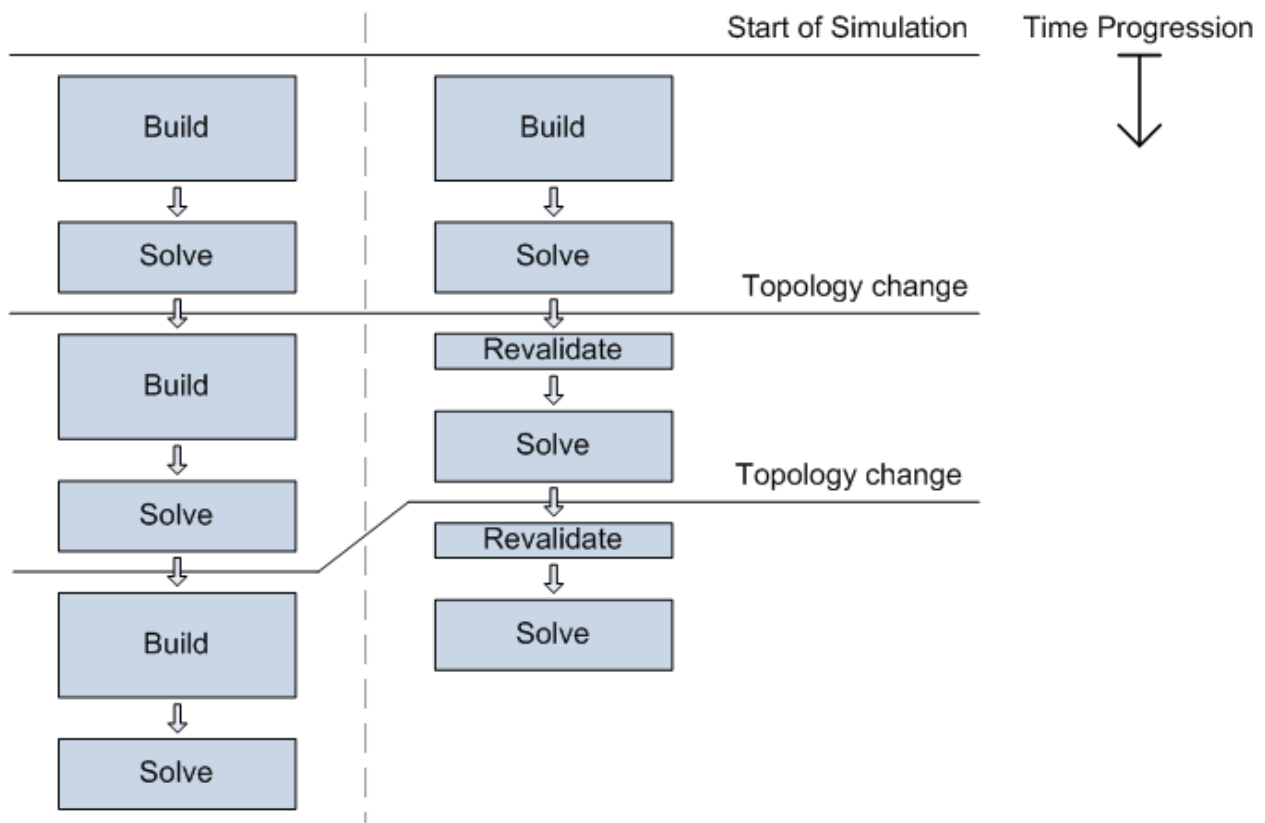 Start of Simulation
Time Progression
Build
Build
Solve
Solve
Topology change
Build
Revalidate
Solve
Topology change
Solve
Revalidate
Build
Solve
Solve